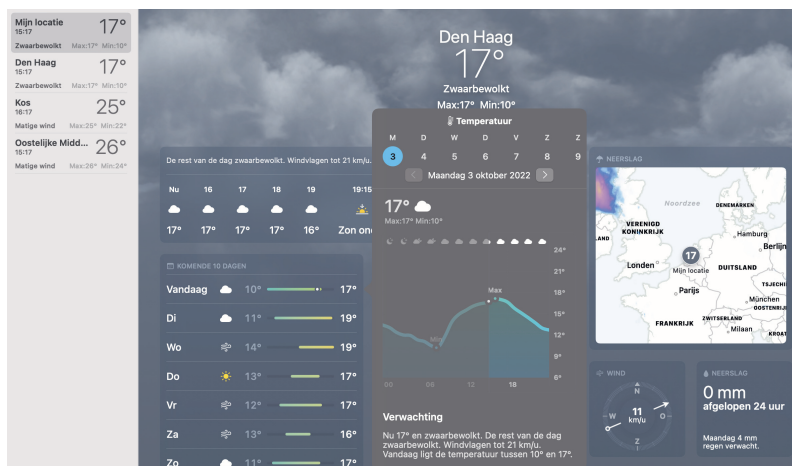 Mijn locatie
15:17
17°
Zwaarbewolkt Max:17° Min:10°
Den Haag
15:17
17°
Zwaarbewolkt Max:17° Min:10°
Kos
16:17
25°
Matige wind Max:25° Min:22°
Oostelijke Midd...
15:17
26°
Matige wind Max:26° Min:24°
Den Haag
17°
Zwaarbewolkt
Max:17° Min:10°
De rest van de dag zwaarbewolkt. Windvlagen tot 21 km/u.
Nu 16 17 18 19 19:15
17° 17° 17° 17° 16° Zon
KOMENDE 10 DAGEN
Vandaag 10° 17°
Di 11° 19°
Wo 14° 19°
Do 13° 17°
Vr 12° 17°
Za 13° 16°
Zo 11° 17°
Temperatuur
M D W D V Z Z
3 4 5 6 7 8 9
Maandag 3 oktober 2022
17°
Max:17° Min:10°
24°
21°
18°
15°
12°
9°
6°
Max
Min
00 06 12 18
Verwachting
Nu 17° en zwaarbewolkt. De rest van de dag
zwaarbewolkt. Windvlagen tot 21 km/u.
Vandaag ligt de temperatuur tussen 10° en 17°.
NEERSLAG
Noordzee
DENEMARKEN
VERENIGD
KONINKRIJK
LAND
Hamburg
Berlijn
Londen
17
Mijn locatie
DUITSLAND
Parijs
TSJECHI
München
OOSTENRIJ
ZWITSERLAND
FRANKRIJK
Milaan
KROAT
WIND
N
W
O
Z
11
km/u
NEERSLAG
0 mm
afgelopen 24 uur
Maandag 4 mm
regen verwacht.